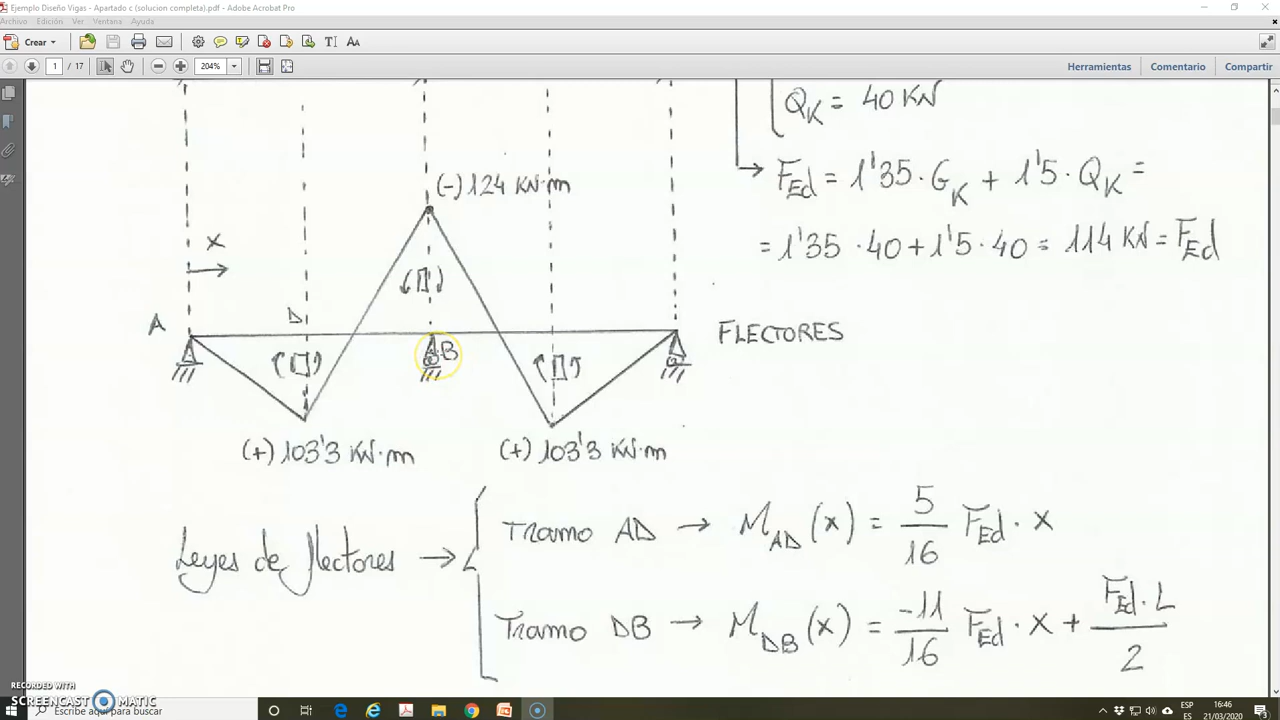 Ejemplo Diseño Vigas - Apartado c (solucion completa).pdf - Adobe Acrobat Pro
Archivo Edición Ver Ventana Ayuda
Crear
1 / 17
204%
Herramientas Comentario Compartir
Q_K = 40 KN
(-) 124 KN·m
F_Ed = 1'35 · G_K + 1'5 · Q_K =
= 1'35 · 40 + 1'5 · 40 = 114 KN = F_Ed
x
A
D
B
FLECTORES
(+) 103'3 KN·m
(+) 103'3 KN·m
Leyes de flectores →
Tramo AD → M_AD (x) = 5/16 F_Ed · x
Tramo DB → M_DB (x) = -11/16 F_Ed · x + F_Ed · L/2
RECORDED WITH
SCREENCAST MATIC
Escribe aquí para buscar
ESP
ES
16:46
21/03/2020